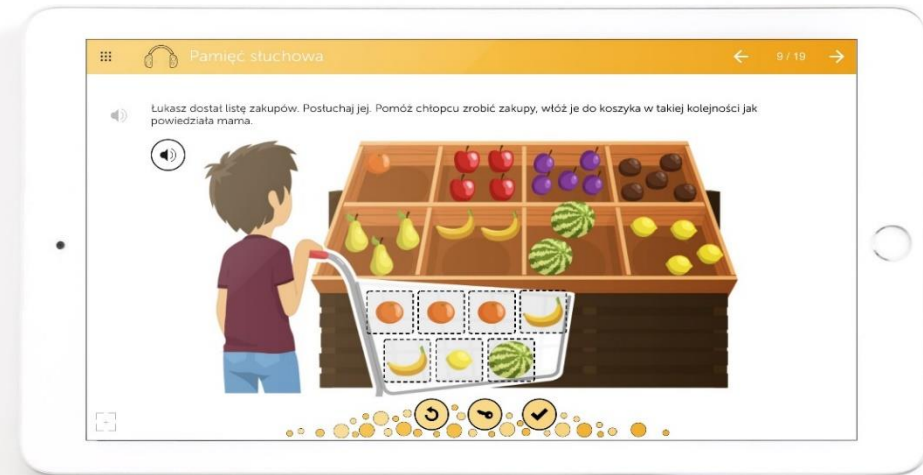 Pamięć słuchowa
9 / 19
Łukasz dostał listę zakupów. Posłuchaj jej. Pomóż chłopcu zrobić zakupy, włóż je do koszyka w takiej kolejności jak
powiedziała mama.